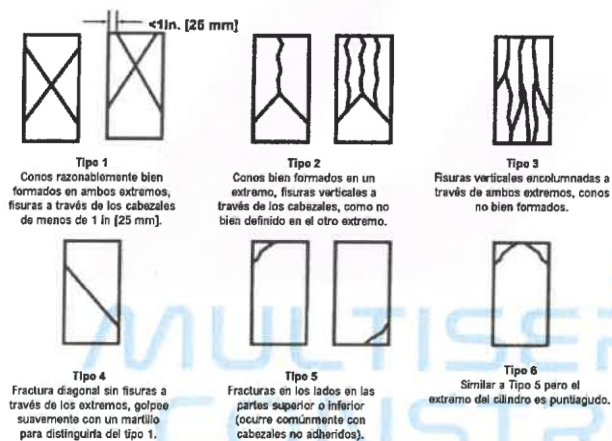 <1in. [25 mm]
Tipo 1
Conos razonablemente bien
formados en ambos extremos,
fisuras a través de los cabezales
de menos de 1 in [25 mm].
Tipo 2
Conos bien formados en un
extremo, fisuras verticales a
través de los cabezales, como no
bien definido en el otro extremo.
Tipo 3
Fisuras verticales encolumnadas a
través de ambos extremos, conos
no bien formados.
Tipo 4
Fractura diagonal sin fisuras a
través de los extremos, golpee
suavemente con un martillo
para distinguirla del tipo 1.
Tipo 5
Fracturas en los lados en las
partes superior o inferior
(ocurre comúnmente con
cabezales no adheridos).
Tipo 6
Similar a Tipo 5 pero el
extremo del cilindro es puntiagudo.
MULTISE